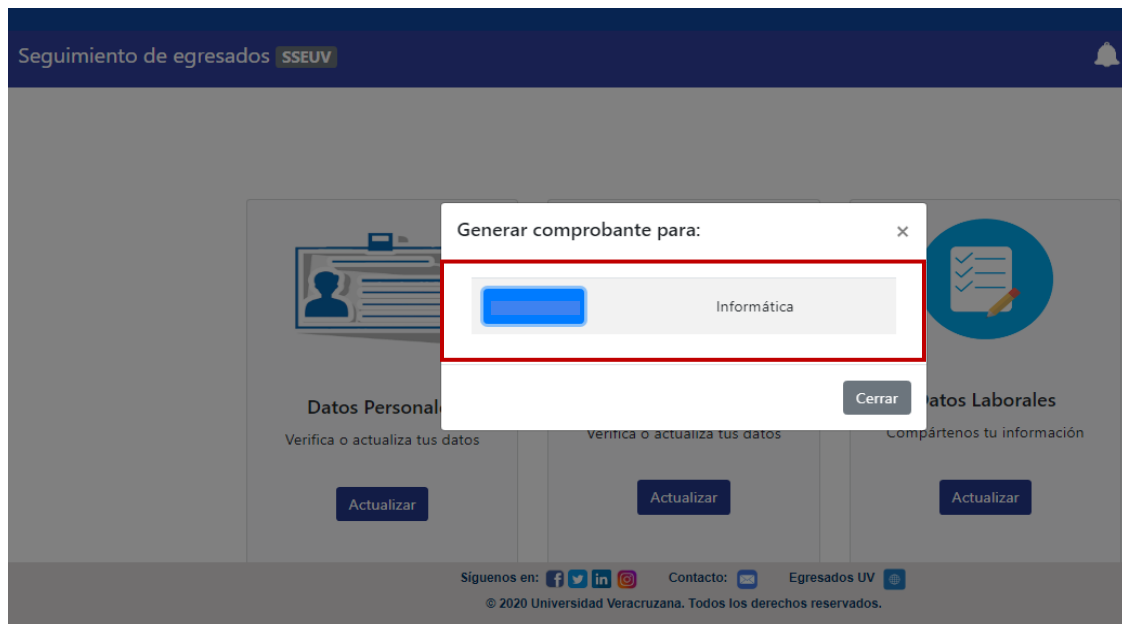 Seguimiento de egresados SSEUV
Generar comprobante para:
×
Informática
Cerrar
Datos Personal
Verifica o actualiza tus datos
Actualizar
Verifica o actualiza tus datos
Actualizar
atos Laborales
Compártenos tu información
Actualizar
Síguenos en: Contacto: Egresados UV
© 2020 Universidad Veracruzana. Todos los derechos reservados.